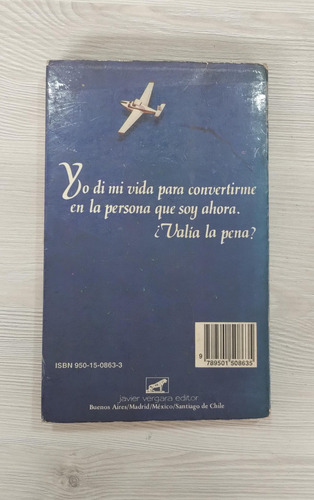 Yo di mi vida para convertirme
en la persona que soy ahora.
¿Valía la pena?
9 789501 508635
ISBN 950-15-0863-3
javier vergara editor
Buenos Aires/Madrid/México/Santiago de Chile